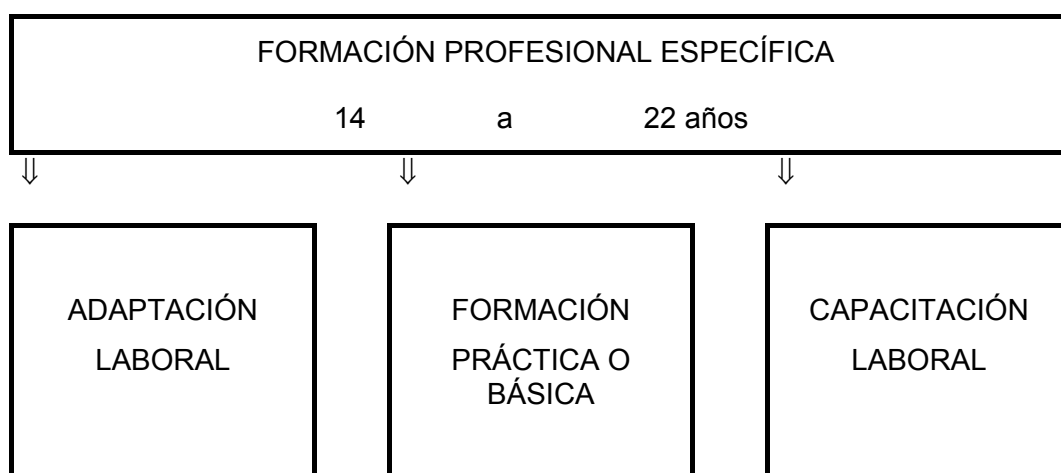 FORMACIÓN PROFESIONAL ESPECÍFICA
14 a 22 años
⇓ ⇓ ⇓
ADAPTACIÓN
LABORAL
FORMACIÓN
PRÁCTICA O
BÁSICA
CAPACITACIÓN
LABORAL